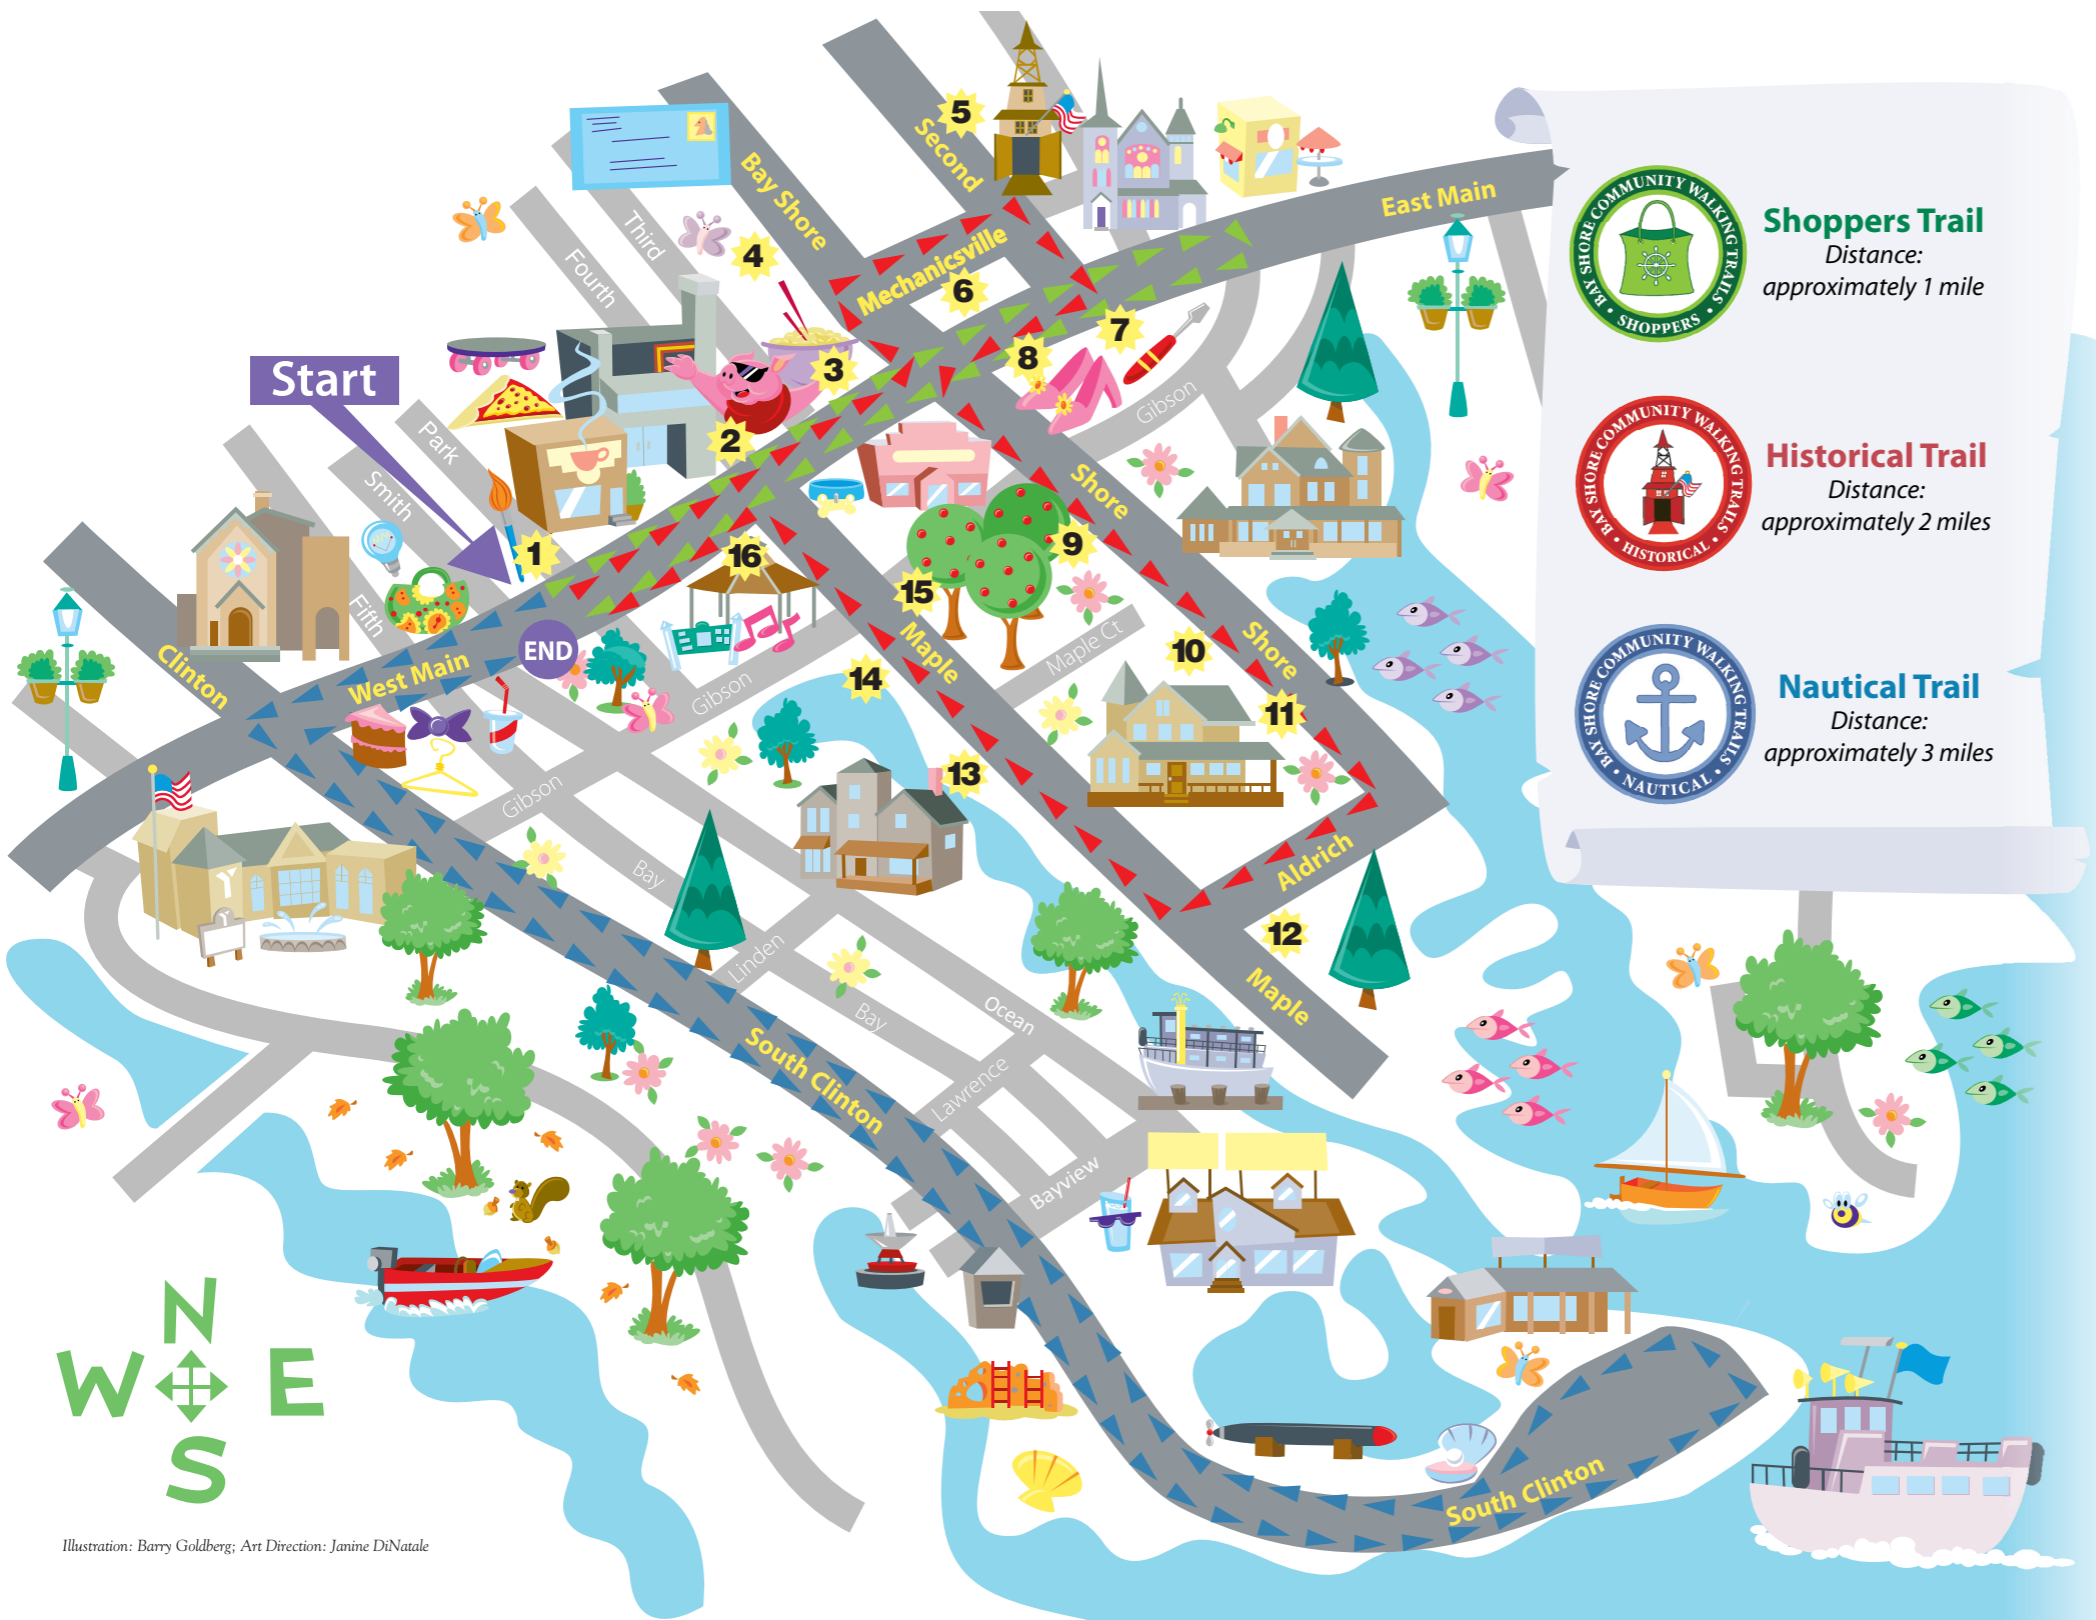 5
Second
East Main
Bay Shore
Third
4
Fourth
Mechanicsville
6
7
8
3
Start
Gibson
Park
2
Smith
Shore
1
16
9
15
Fifth
Maple
Maple Ct
10
Shore
Clinton
West Main
END
Gibson
14
11
13
Gibson
Bay
Aldrich
12
Linden
Maple
Bay
Ocean
South Clinton
Lawrence
Bayview
South Clinton
BAY SHORE COMMUNITY WALKING TRAILS
• SHOPPERS •
Shoppers Trail
Distance:
approximately 1 mile
BAY SHORE COMMUNITY WALKING TRAILS
• HISTORICAL •
Historical Trail
Distance:
approximately 2 miles
BAY SHORE COMMUNITY WALKING TRAILS
• NAUTICAL •
Nautical Trail
Distance:
approximately 3 miles
Y
N
W E
S
Illustration: Barry Goldberg; Art Direction: Janine DiNatale